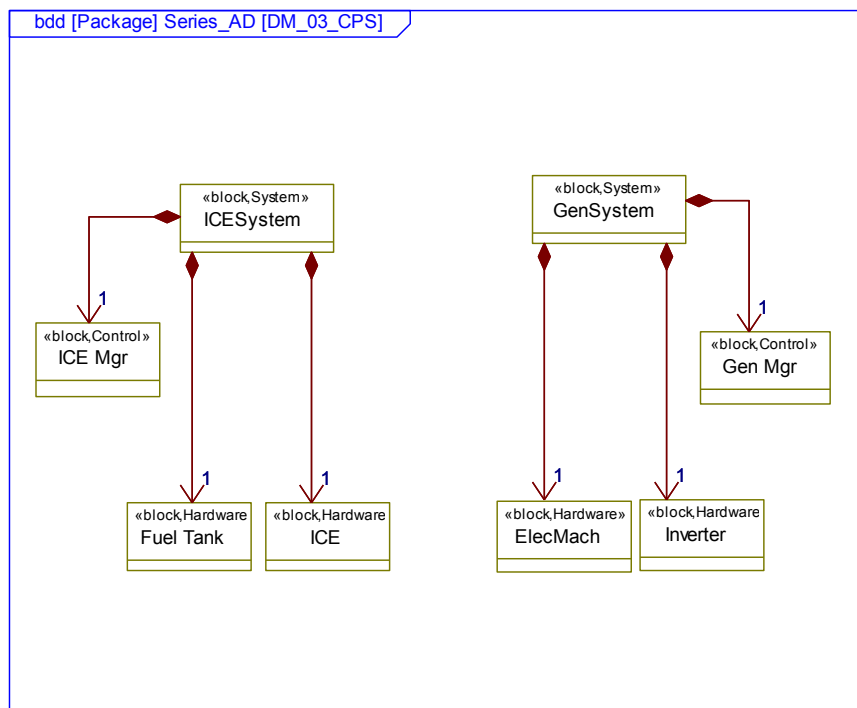 bdd [Package] Series_AD [DM_03_CPS]
«block,System»
ICESystem
«block,System»
GenSystem
1
«block,Control»
ICE Mgr
1
«block,Control»
Gen Mgr
1
«block,Hardware
Fuel Tank
1
«block,Hardware
ICE
1
«block,Hardware»
ElecMach
1
«block,Hardware
Inverter